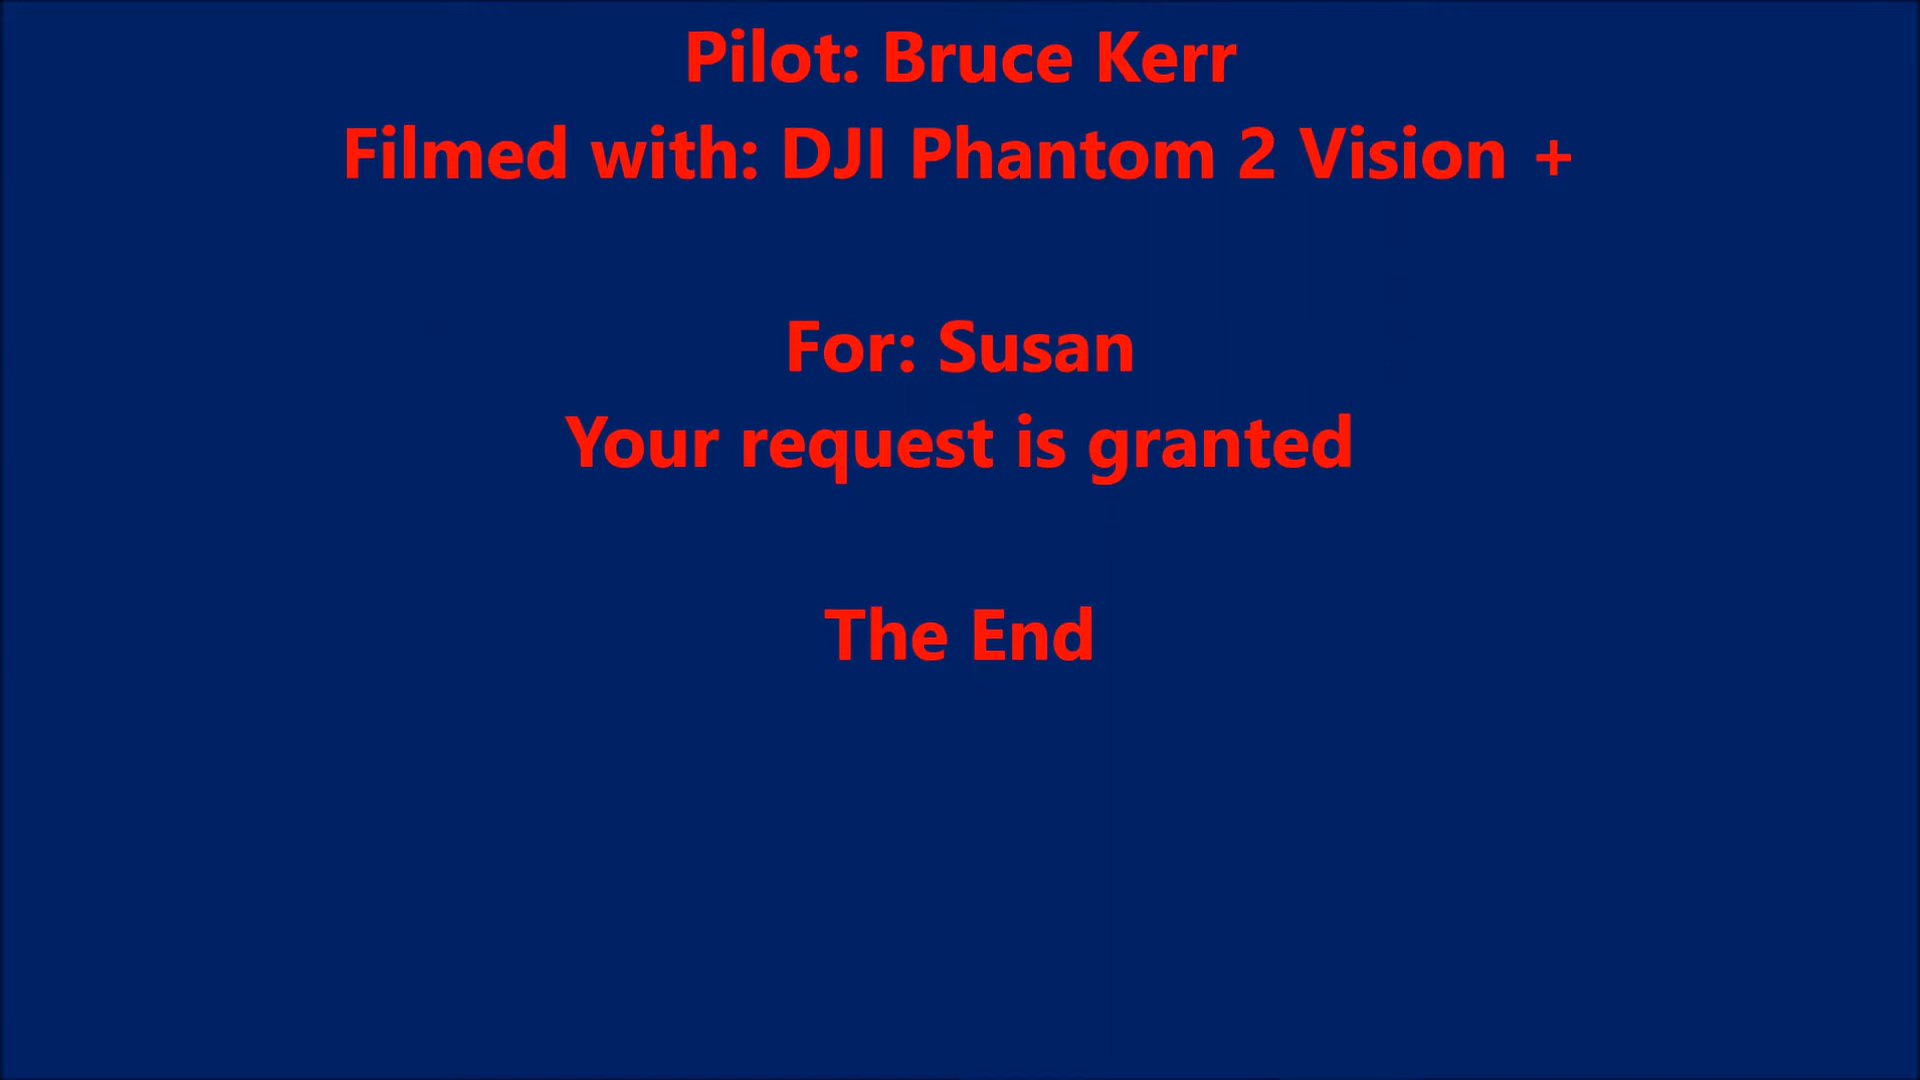 Pilot: Bruce Kerr
Filmed with: DJI Phantom 2 Vision +
For: Susan
Your request is granted
The End